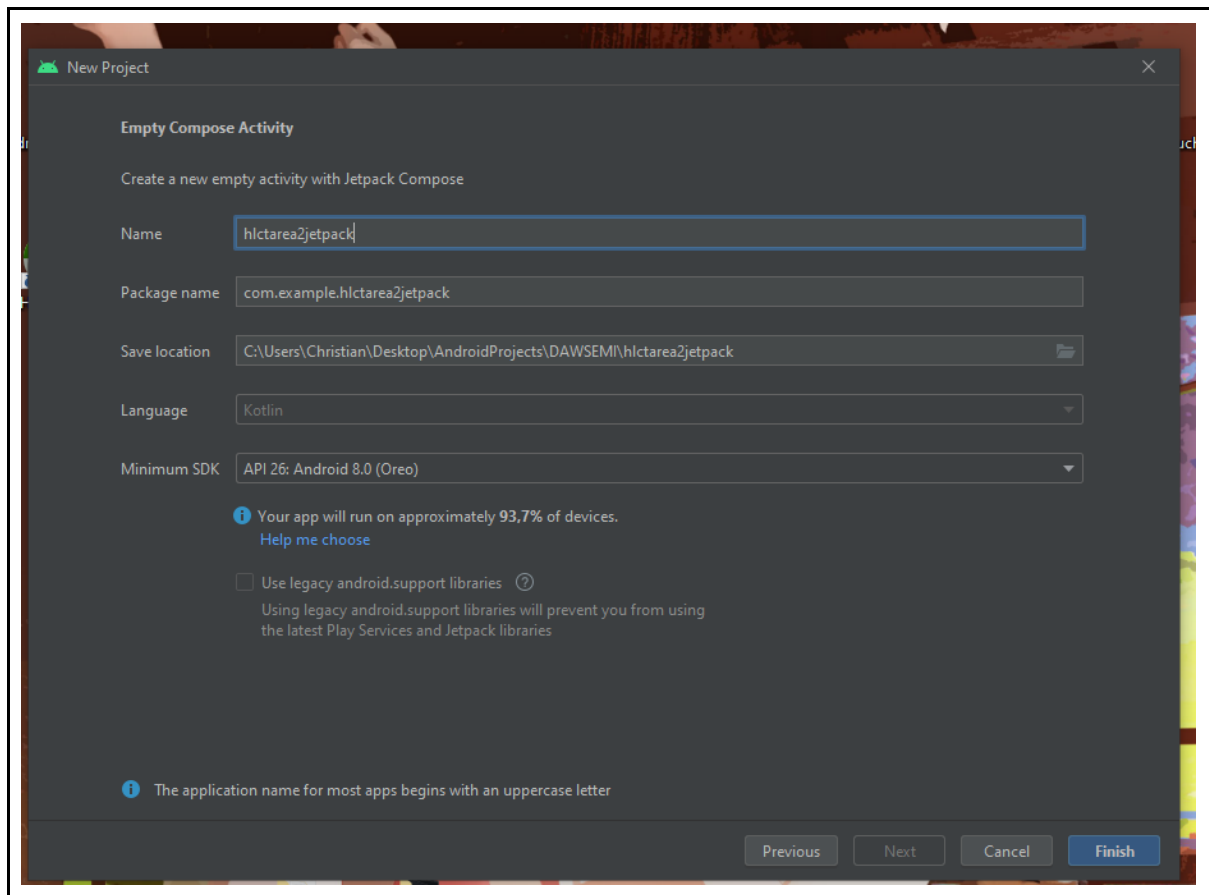 New Project
Empty Compose Activity
Create a new empty activity with Jetpack Compose
Name hlctarea2jetpack
Package name com.example.hlctarea2jetpack
Save location C:\Users\Christian\Desktop\AndroidProjects\DAWSEMI\hlctarea2jetpack
Language Kotlin
Minimum SDK API 26: Android 8.0 (Oreo)
Your app will run on approximately 93,7% of devices.
Help me choose
Use legacy android.support libraries ?
Using legacy android.support libraries will prevent you from using
the latest Play Services and Jetpack libraries
The application name for most apps begins with an uppercase letter
Previous Next Cancel Finish